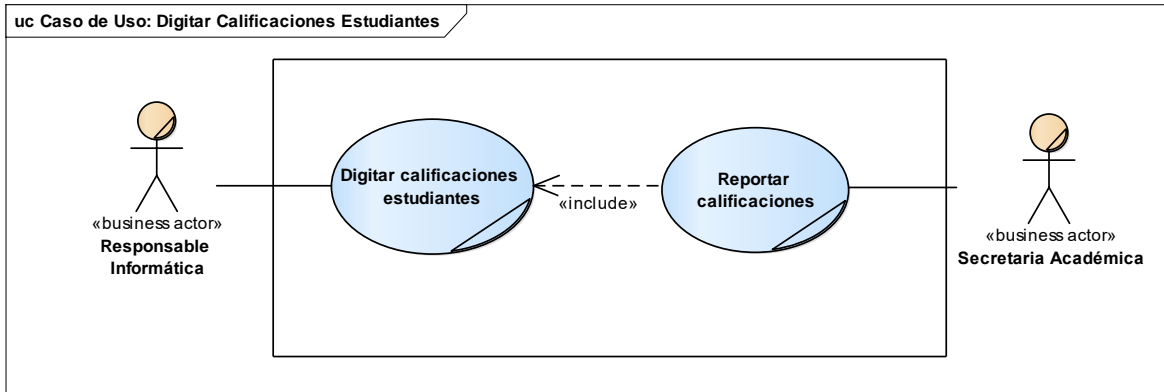 uc Caso de Uso: Digitar Calificaciones Estudiantes
Digitar calificaciones
estudiantes
«include»
Reportar
calificaciones
«business actor»
Responsable
Informática
«business actor»
Secretaria Académica